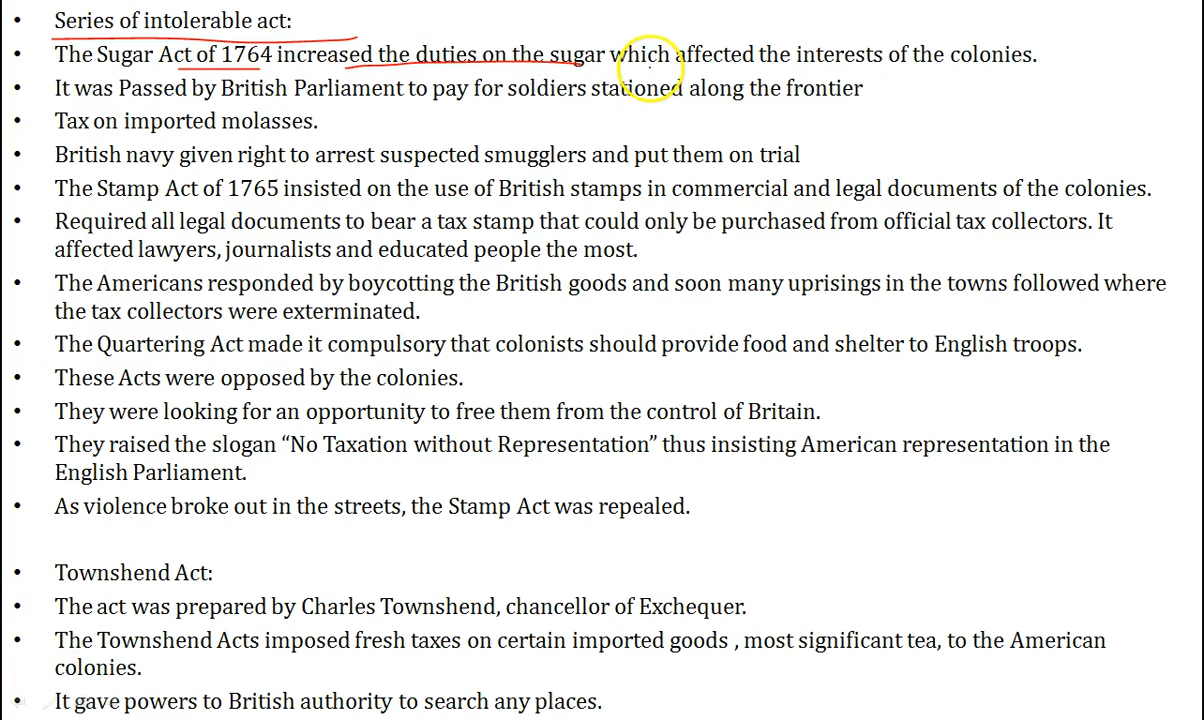 • Series of intolerable act:
• The Sugar Act of 1764 increased the duties on the sugar which affected the interests of the colonies.
• It was Passed by British Parliament to pay for soldiers stationed along the frontier
• Tax on imported molasses.
• British navy given right to arrest suspected smugglers and put them on trial
• The Stamp Act of 1765 insisted on the use of British stamps in commercial and legal documents of the colonies.
• Required all legal documents to bear a tax stamp that could only be purchased from official tax collectors. It
affected lawyers, journalists and educated people the most.
• The Americans responded by boycotting the British goods and soon many uprisings in the towns followed where
the tax collectors were exterminated.
• The Quartering Act made it compulsory that colonists should provide food and shelter to English troops.
• These Acts were opposed by the colonies.
• They were looking for an opportunity to free them from the control of Britain.
• They raised the slogan “No Taxation without Representation” thus insisting American representation in the
English Parliament.
• As violence broke out in the streets, the Stamp Act was repealed.
• Townshend Act:
• The act was prepared by Charles Townshend, chancellor of Exchequer.
• The Townshend Acts imposed fresh taxes on certain imported goods , most significant tea, to the American
colonies.
• It gave powers to British authority to search any places.